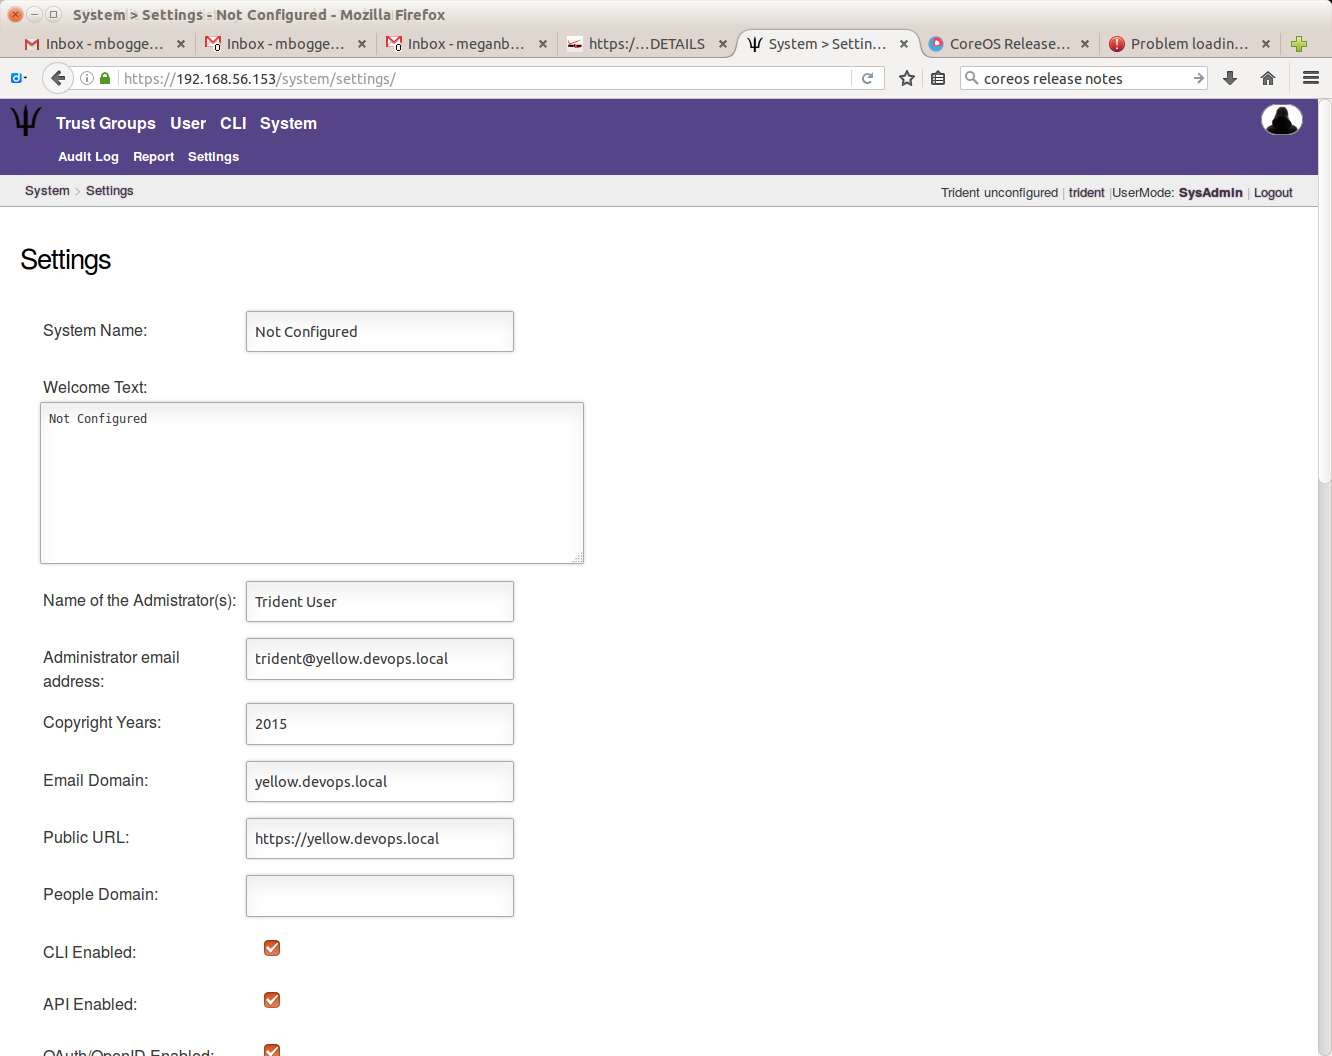 System > Settings - Not Configured - Mozilla Firefox
Inbox - mbogge... Inbox - mbogge... Inbox - meganb... https:/...DETAILS System > Settin... CoreOS Release... Problem loadin...
https://192.168.56.153/system/settings/ coreos release notes
Trust Groups User CLI System
Audit Log Report Settings
System > Settings Trident unconfigured | trident |UserMode: SysAdmin | Logout
Settings
System Name: Not Configured
Welcome Text:
Not Configured
Name of the Admistrator(s): Trident User
Administrator email
address: trident@yellow.devops.local
Copyright Years: 2015
Email Domain: yellow.devops.local
Public URL: https://yellow.devops.local
People Domain:
CLI Enabled:
API Enabled:
OAuth/OpenID Enabled: